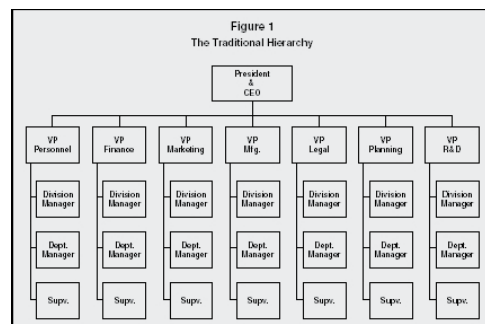 Figure 1
The Traditional Hierarchy
President
&
CEO
VP
Personnel
VP
Finance
VP
Marketing
VP
Mfg.
VP
Legal
VP
Planning
VP
R&D
Division
Manager
Division
Manager
Division
Manager
Division
Manager
Division
Manager
Division
Manager
Division
Manager
Dept.
Manager
Dept.
Manager
Dept.
Manager
Dept.
Manager
Dept.
Manager
Dept.
Manager
Dept.
Manager
Supv.
Supv.
Supv.
Supv.
Supv.
Supv.
Supv.